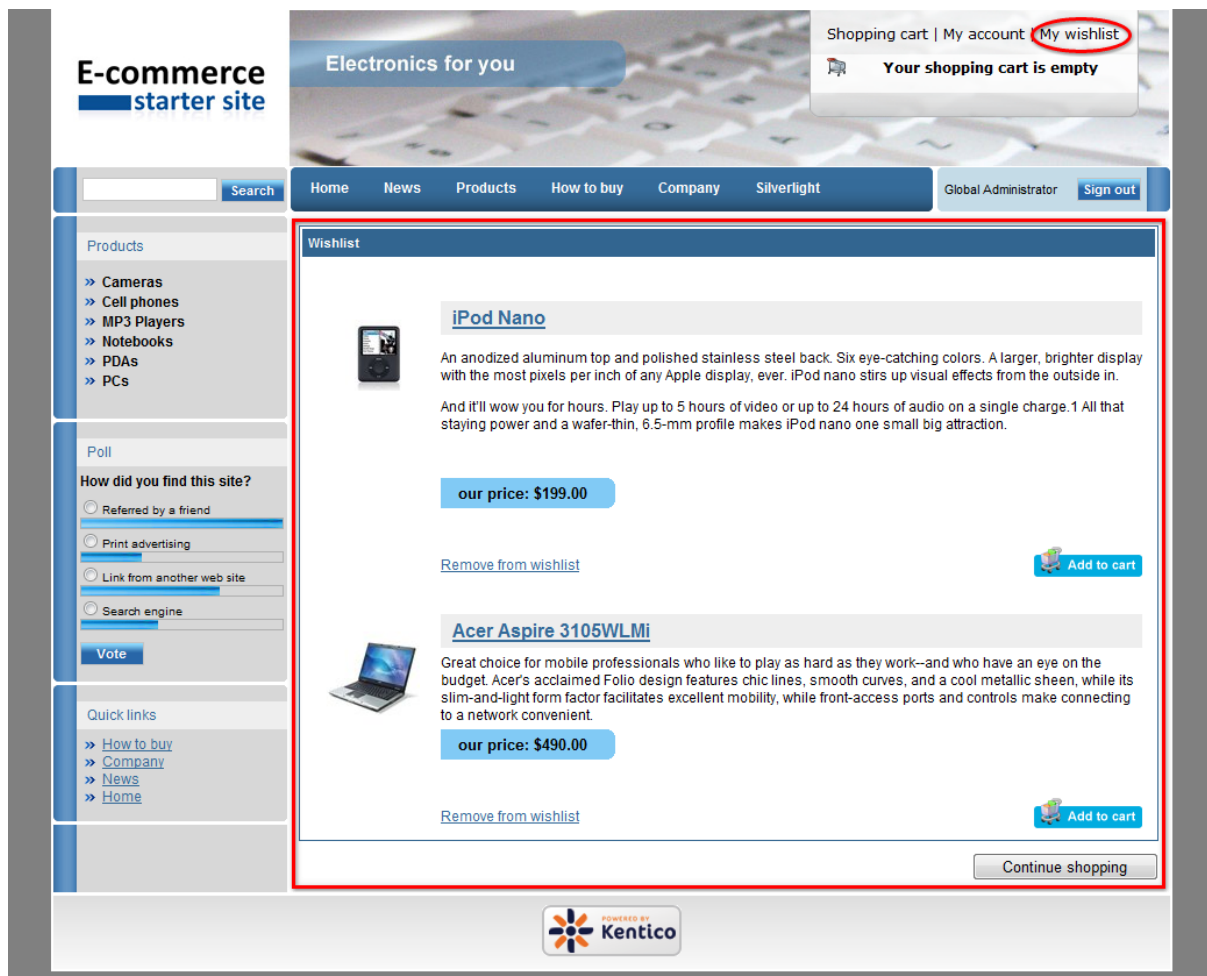 E-commerce
starter site
Electronics for you
Shopping cart | My account | My wishlist
Your shopping cart is empty
Search
Home News Products How to buy Company Silverlight
Global Administrator Sign out
Products
» Cameras
» Cell phones
» MP3 Players
» Notebooks
» PDAs
» PCs
Poll
How did you find this site?
Referred by a friend
Print advertising
Link from another web site
Search engine
Vote
Quick links
» How to buy
» Company
» News
» Home
Wishlist
iPod Nano
An anodized aluminum top and polished stainless steel back. Six eye-catching colors. A larger, brighter display
with the most pixels per inch of any Apple display, ever. iPod nano stirs up visual effects from the outside in.
And it'll wow you for hours. Play up to 5 hours of video or up to 24 hours of audio on a single charge.1 All that
staying power and a wafer-thin, 6.5-mm profile makes iPod nano one small big attraction.
our price: $199.00
Remove from wishlist
Add to cart
Acer Aspire 3105WLMi
Great choice for mobile professionals who like to play as hard as they work--and who have an eye on the
budget. Acer's acclaimed Folio design features chic lines, smooth curves, and a cool metallic sheen, while its
slim-and-light form factor facilitates excellent mobility, while front-access ports and controls make connecting
to a network convenient.
our price: $490.00
Remove from wishlist
Add to cart
Continue shopping
POWERED BY
Kentico